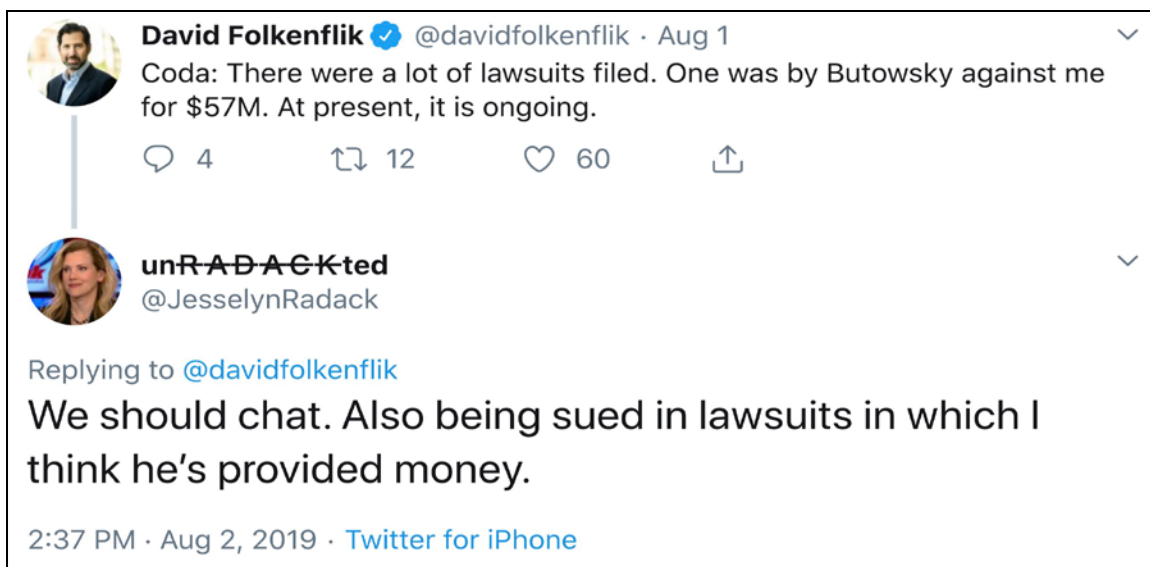 David Folkenflik @davidfolkenflik · Aug 1
Coda: There were a lot of lawsuits filed. One was by Butowsky against me
for $57M. At present, it is ongoing.
4 12 60
unR̶A̶D̶A̶C̶K̶ted
@JesselynRadack
Replying to @davidfolkenflik
We should chat. Also being sued in lawsuits in which I
think he's provided money.
2:37 PM · Aug 2, 2019 · Twitter for iPhone